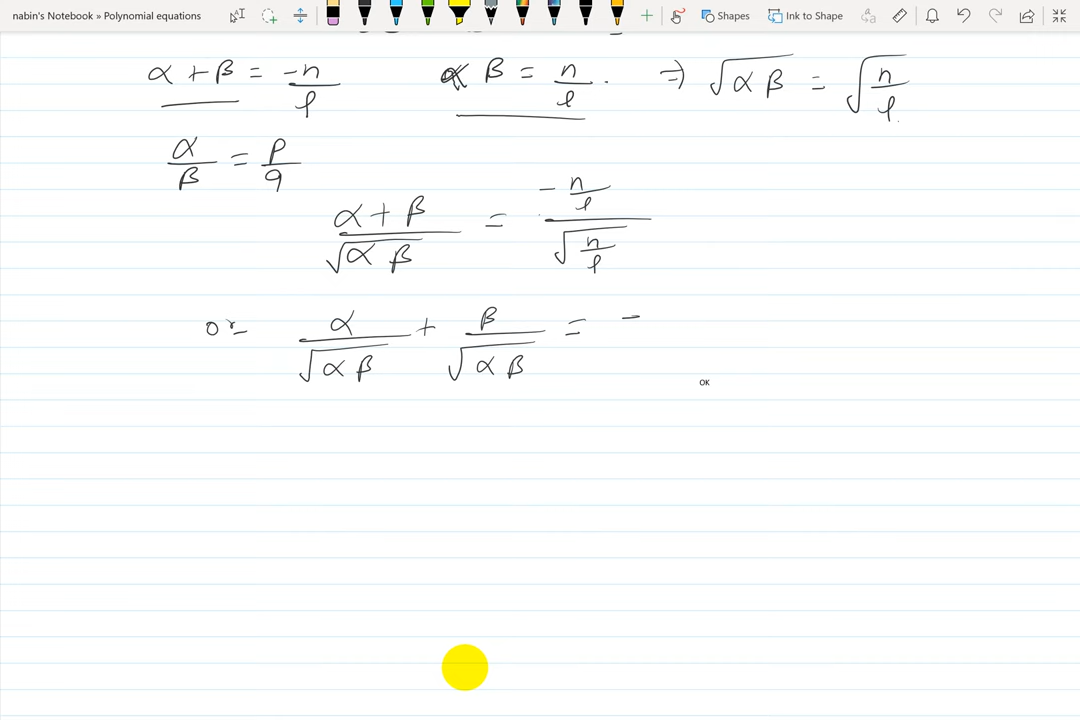 nabin's Notebook » Polynomial equations Shapes Ink to Shape
α + β = -n/l αβ = n/l . ⇒ √αβ = √(n/l)
α/β = p/q
(α + β)/√αβ = (-n/l)/√(n/l)
or α/√αβ + β/√αβ = -
OK